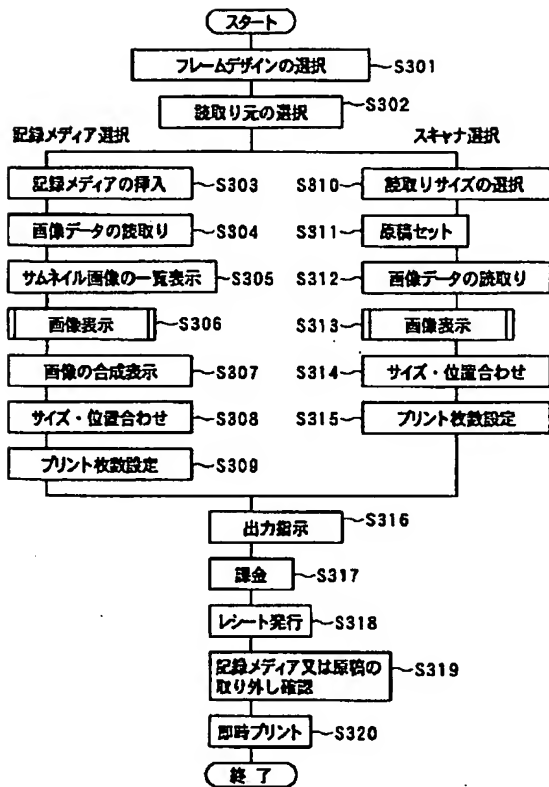 スタート
フレームデザインの選択 S301
読取り元の選択 S302
記録メディア選択
スキャナ選択
記録メディアの挿入 S303
画像データの読取り S304
サムネイル画像の一覧表示 S305
画像表示 S306
画像の合成表示 S307
サイズ・位置合わせ S308
プリント枚数設定 S309
S310 読取りサイズの選択
S311 原稿セット
S312 画像データの読取り
S313 画像表示
S314 サイズ・位置合わせ
S315 プリント枚数設定
出力指示 S316
課金 S317
レシート発行 S318
記録メディア又は原稿の
取り外し確認 S319
即時プリント S320
終了